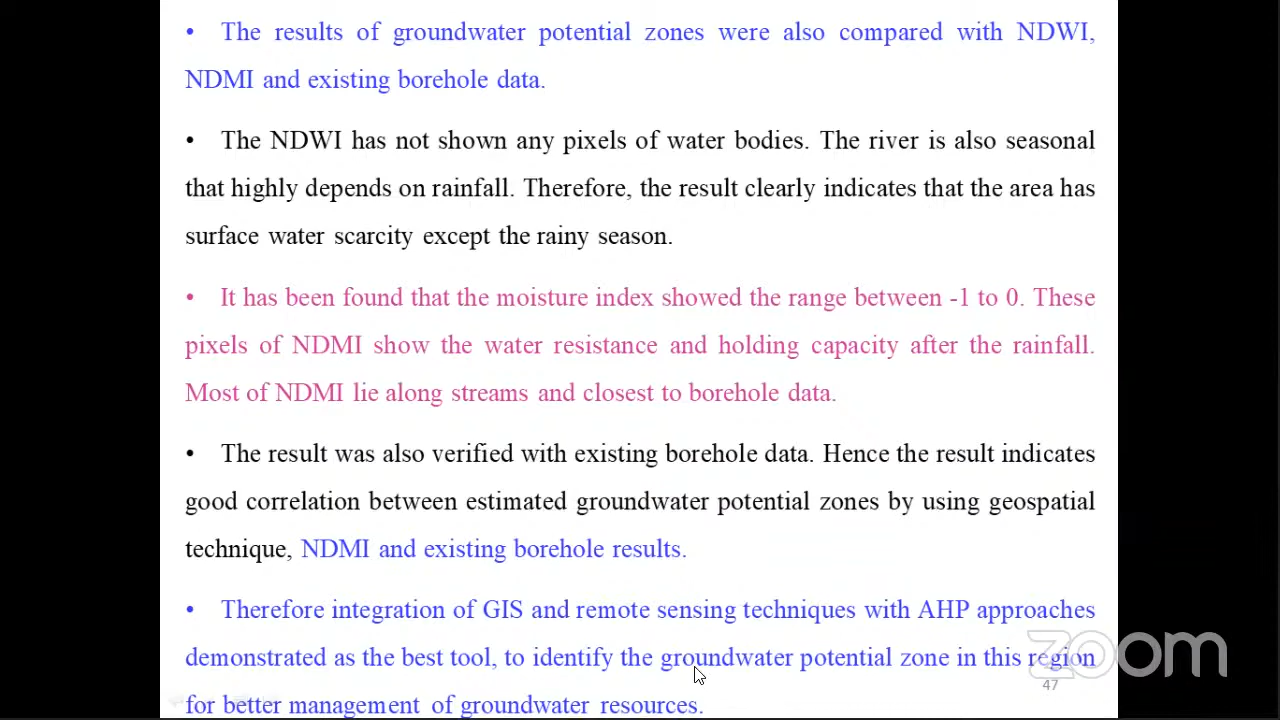 • The results of groundwater potential zones were also compared with NDWI,
NDMI and existing borehole data.
• The NDWI has not shown any pixels of water bodies. The river is also seasonal
that highly depends on rainfall. Therefore, the result clearly indicates that the area has
surface water scarcity except the rainy season.
• It has been found that the moisture index showed the range between -1 to 0. These
pixels of NDMI show the water resistance and holding capacity after the rainfall.
Most of NDMI lie along streams and closest to borehole data.
• The result was also verified with existing borehole data. Hence the result indicates
good correlation between estimated groundwater potential zones by using geospatial
technique, NDMI and existing borehole results.
• Therefore integration of GIS and remote sensing techniques with AHP approaches
demonstrated as the best tool, to identify the groundwater potential zone in this region
for better management of groundwater resources.
zoom
47